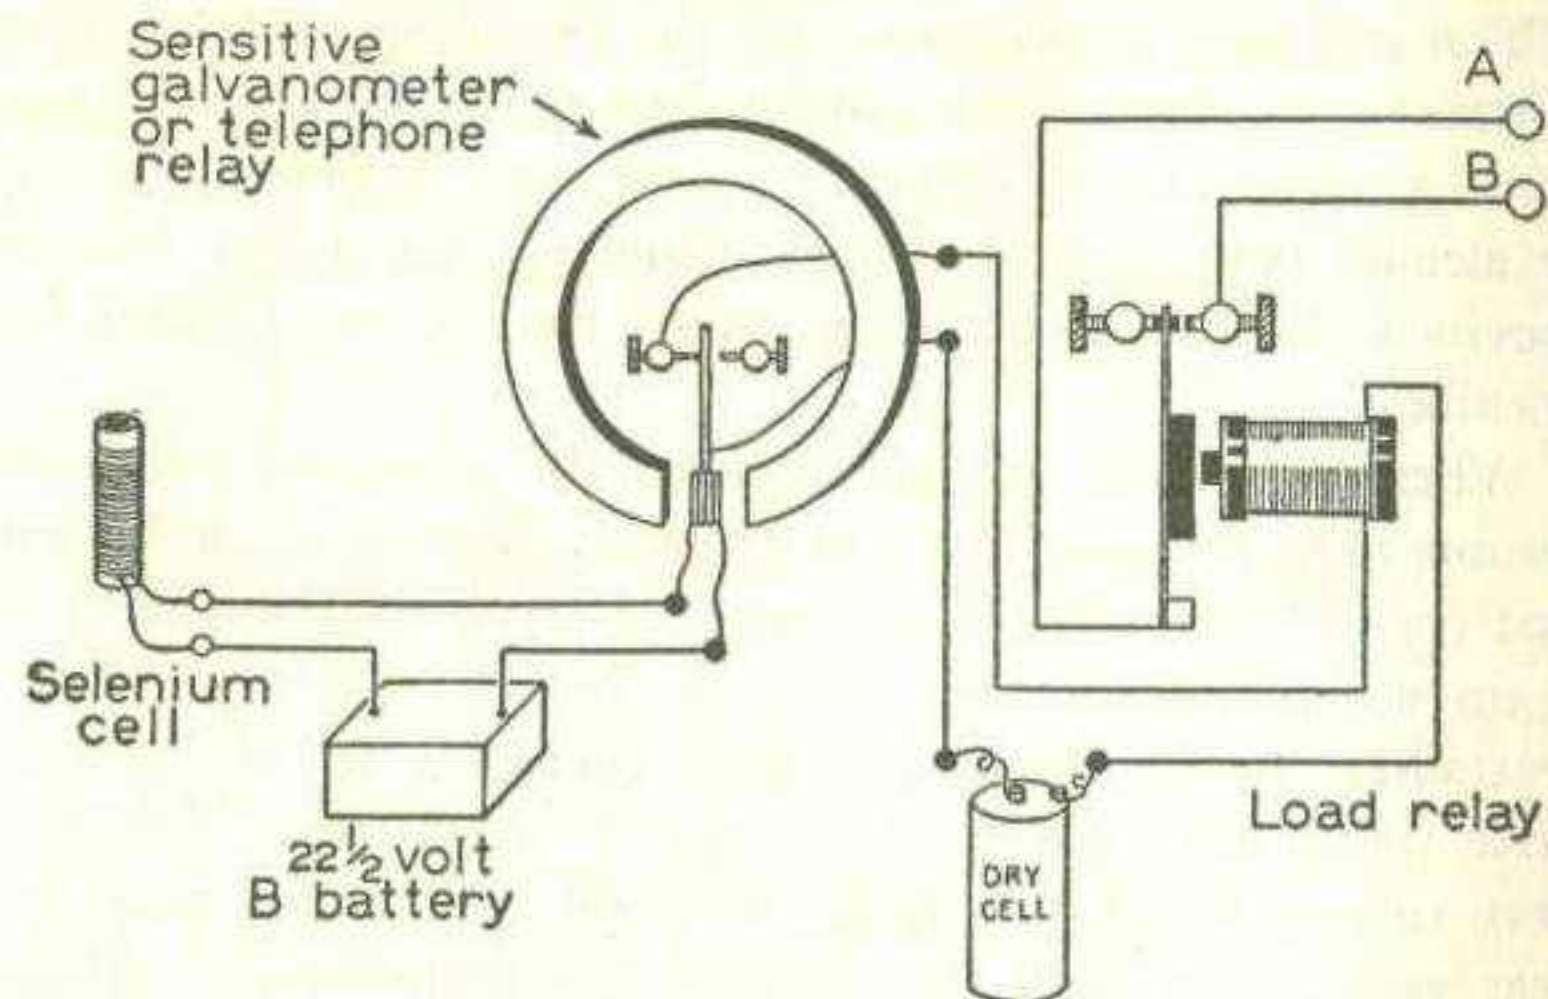 Sensitive
galvanometer
or telephone
relay
A
B
Selenium
cell
22½ volt
B battery
DRY
CELL
Load relay